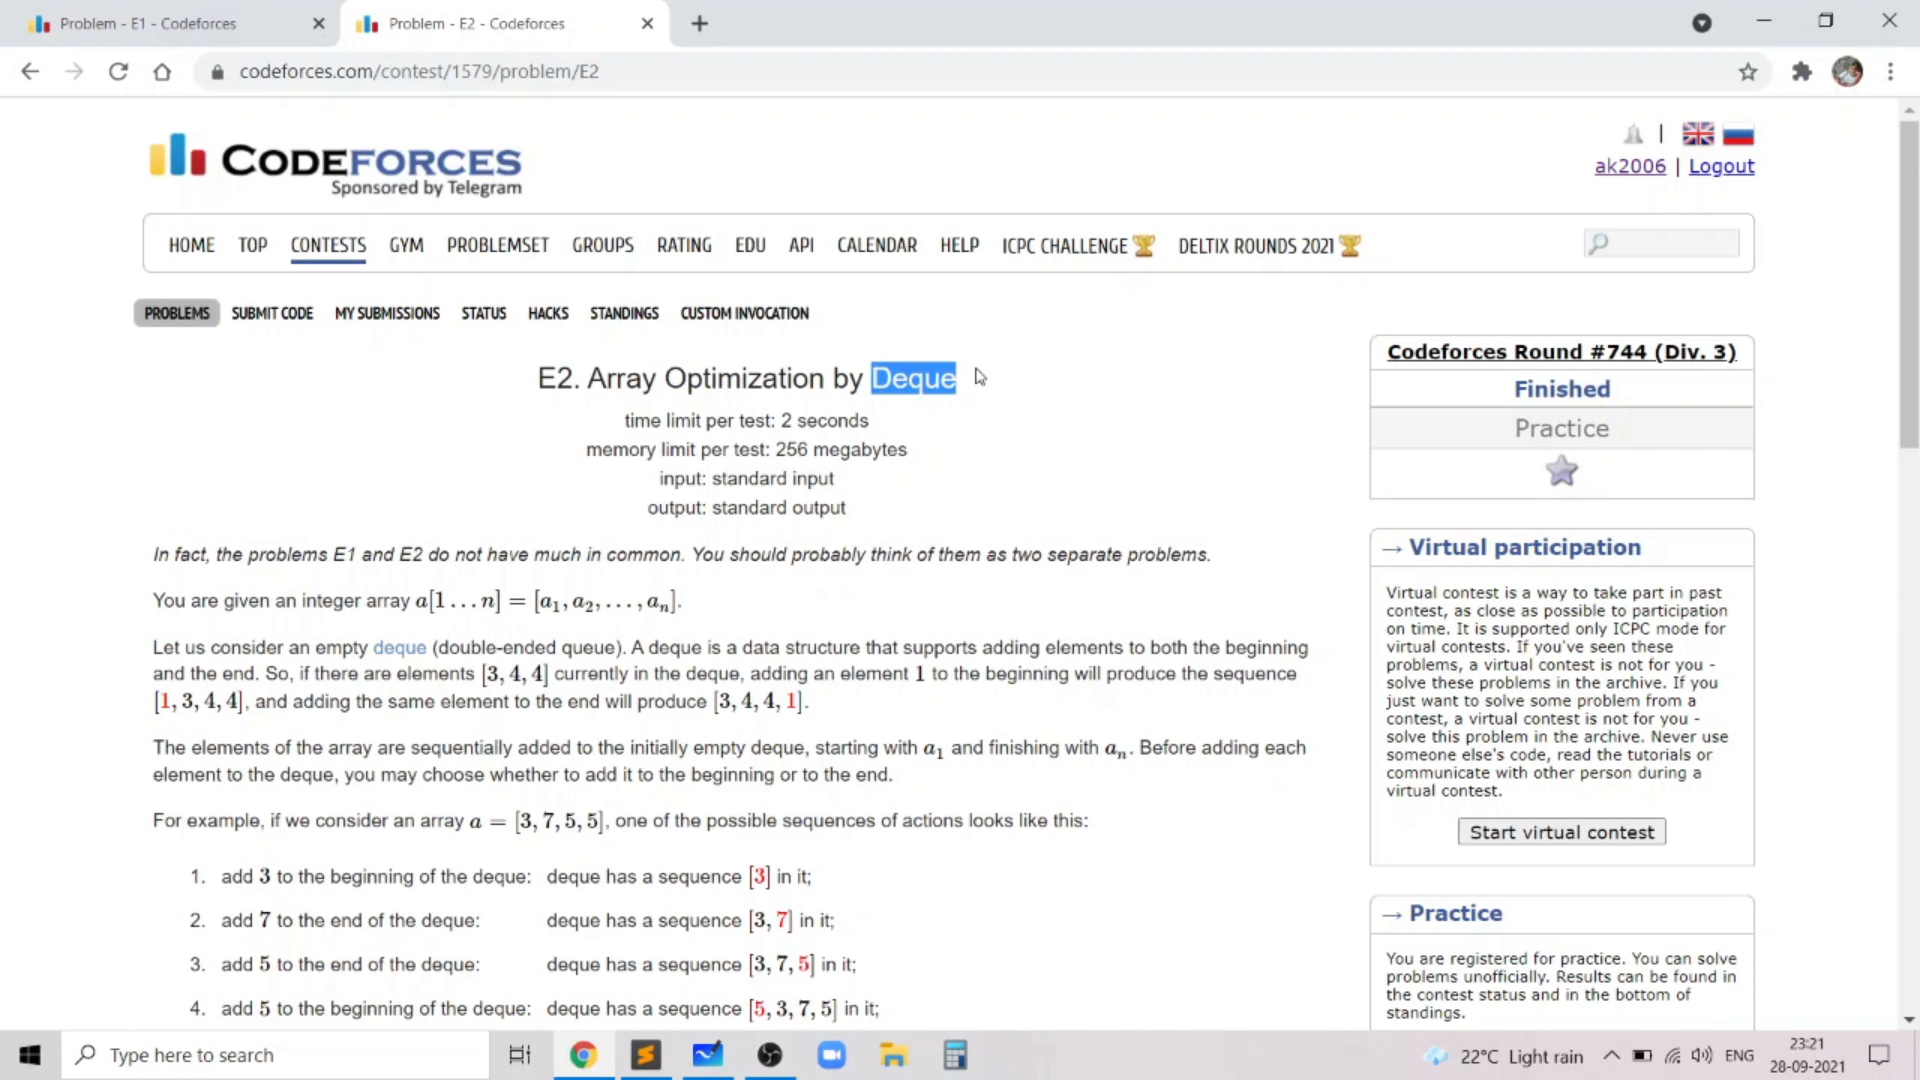 Problem - E1 - Codeforces
Problem - E2 - Codeforces
codeforces.com/contest/1579/problem/E2
CODEFORCES
Sponsored by Telegram
ak2006 | Logout
HOME TOP CONTESTS GYM PROBLEMSET GROUPS RATING EDU API CALENDAR HELP ICPC CHALLENGE DELTIX ROUNDS 2021
PROBLEMS SUBMIT CODE MY SUBMISSIONS STATUS HACKS STANDINGS CUSTOM INVOCATION
E2. Array Optimization by Deque
time limit per test: 2 seconds
memory limit per test: 256 megabytes
input: standard input
output: standard output
In fact, the problems E1 and E2 do not have much in common. You should probably think of them as two separate problems.
You are given an integer array a[1…n] = [a₁, a₂, …, aₙ].
Let us consider an empty deque (double-ended queue). A deque is a data structure that supports adding elements to both the beginning
and the end. So, if there are elements [3, 4, 4] currently in the deque, adding an element 1 to the beginning will produce the sequence
[1, 3, 4, 4], and adding the same element to the end will produce [3, 4, 4, 1].
The elements of the array are sequentially added to the initially empty deque, starting with a₁ and finishing with aₙ. Before adding each
element to the deque, you may choose whether to add it to the beginning or to the end.
For example, if we consider an array a = [3, 7, 5, 5], one of the possible sequences of actions looks like this:
1. add 3 to the beginning of the deque: deque has a sequence [3] in it;
2. add 7 to the end of the deque: deque has a sequence [3, 7] in it;
3. add 5 to the end of the deque: deque has a sequence [3, 7, 5] in it;
4. add 5 to the beginning of the deque: deque has a sequence [5, 3, 7, 5] in it;
Codeforces Round #744 (Div. 3)
Finished
Practice
→ Virtual participation
Virtual contest is a way to take part in past
contest, as close as possible to participation
on time. It is supported only ICPC mode for
virtual contests. If you've seen these
problems, a virtual contest is not for you -
solve these problems in the archive. If you
just want to solve some problem from a
contest, a virtual contest is not for you -
solve this problem in the archive. Never use
someone else's code, read the tutorials or
communicate with other person during a
virtual contest.
Start virtual contest
→ Practice
You are registered for practice. You can solve
problems unofficially. Results can be found in
the contest status and in the bottom of
standings.
Type here to search
22°C Light rain
ENG
23:21
28-09-2021